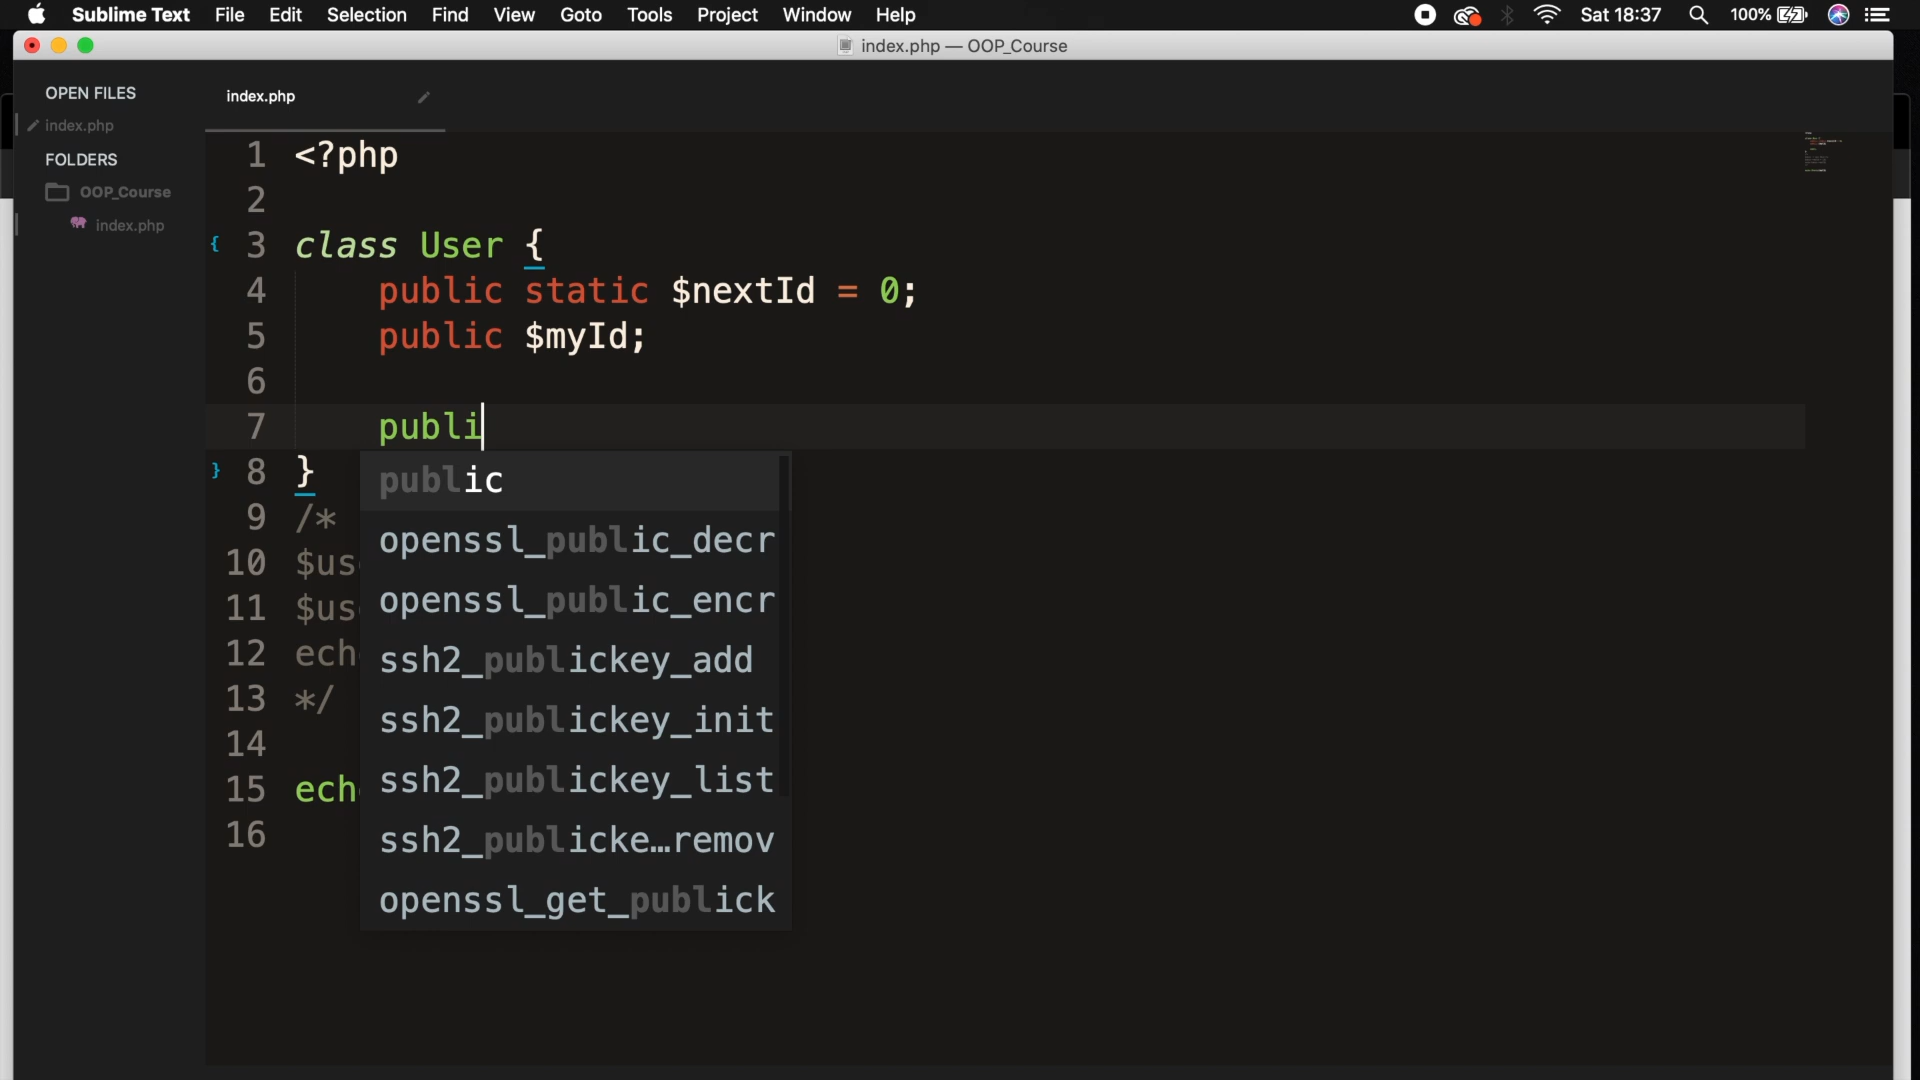 Sublime Text File Edit Selection Find View Goto Tools Project Window Help Sat 18:37 100%
index.php — OOP_Course
OPEN FILES
index.php
FOLDERS
OOP_Course
index.php
index.php
1 <?php
2
{ 3 class User {
4 public static $nextId = 0;
5 public $myId;
6
7 publi
} 8 }
9 /*
10 $us
11 $us
12 ech
13 */
14
15 ech
16
public
openssl_public_decr
openssl_public_encr
ssh2_publickey_add
ssh2_publickey_init
ssh2_publickey_list
ssh2_publicke…remov
openssl_get_publick